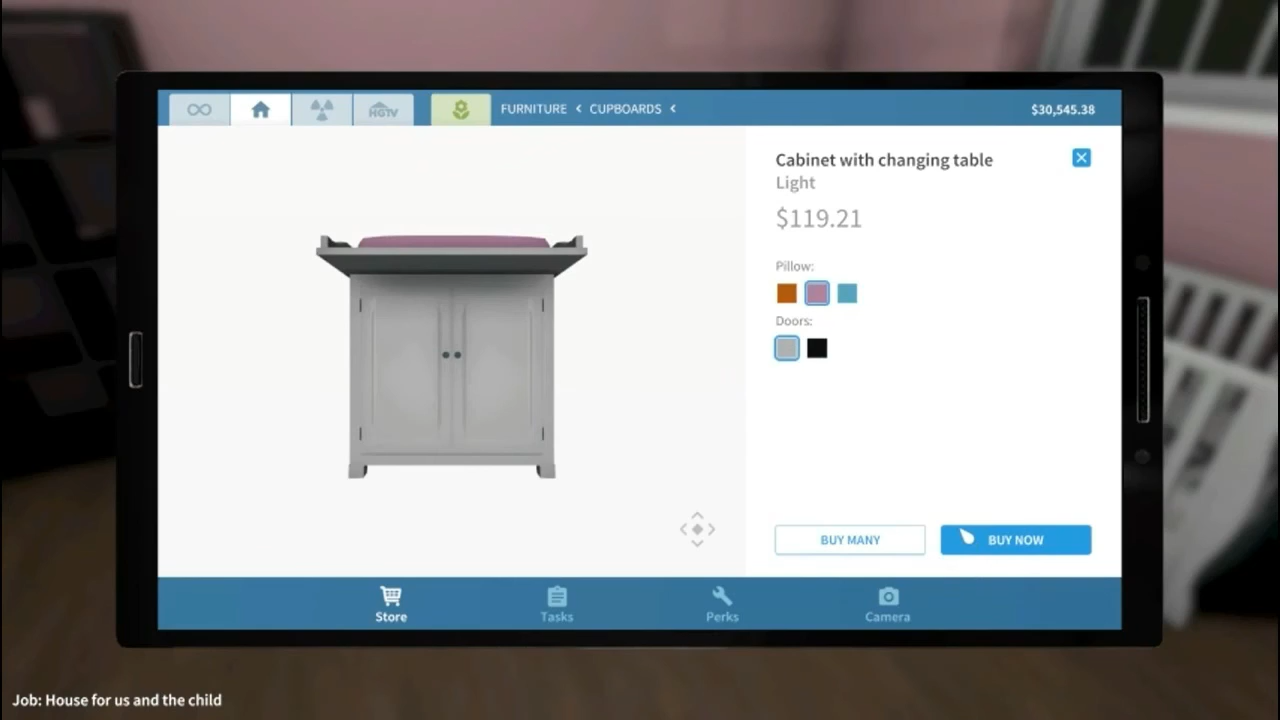 HGTV
FURNITURE < CUPBOARDS <
$30,545.38
Cabinet with changing table
Light
$119.21
Pillow:
Doors:
BUY MANY
BUY NOW
Store
Tasks
Perks
Camera
Job: House for us and the child